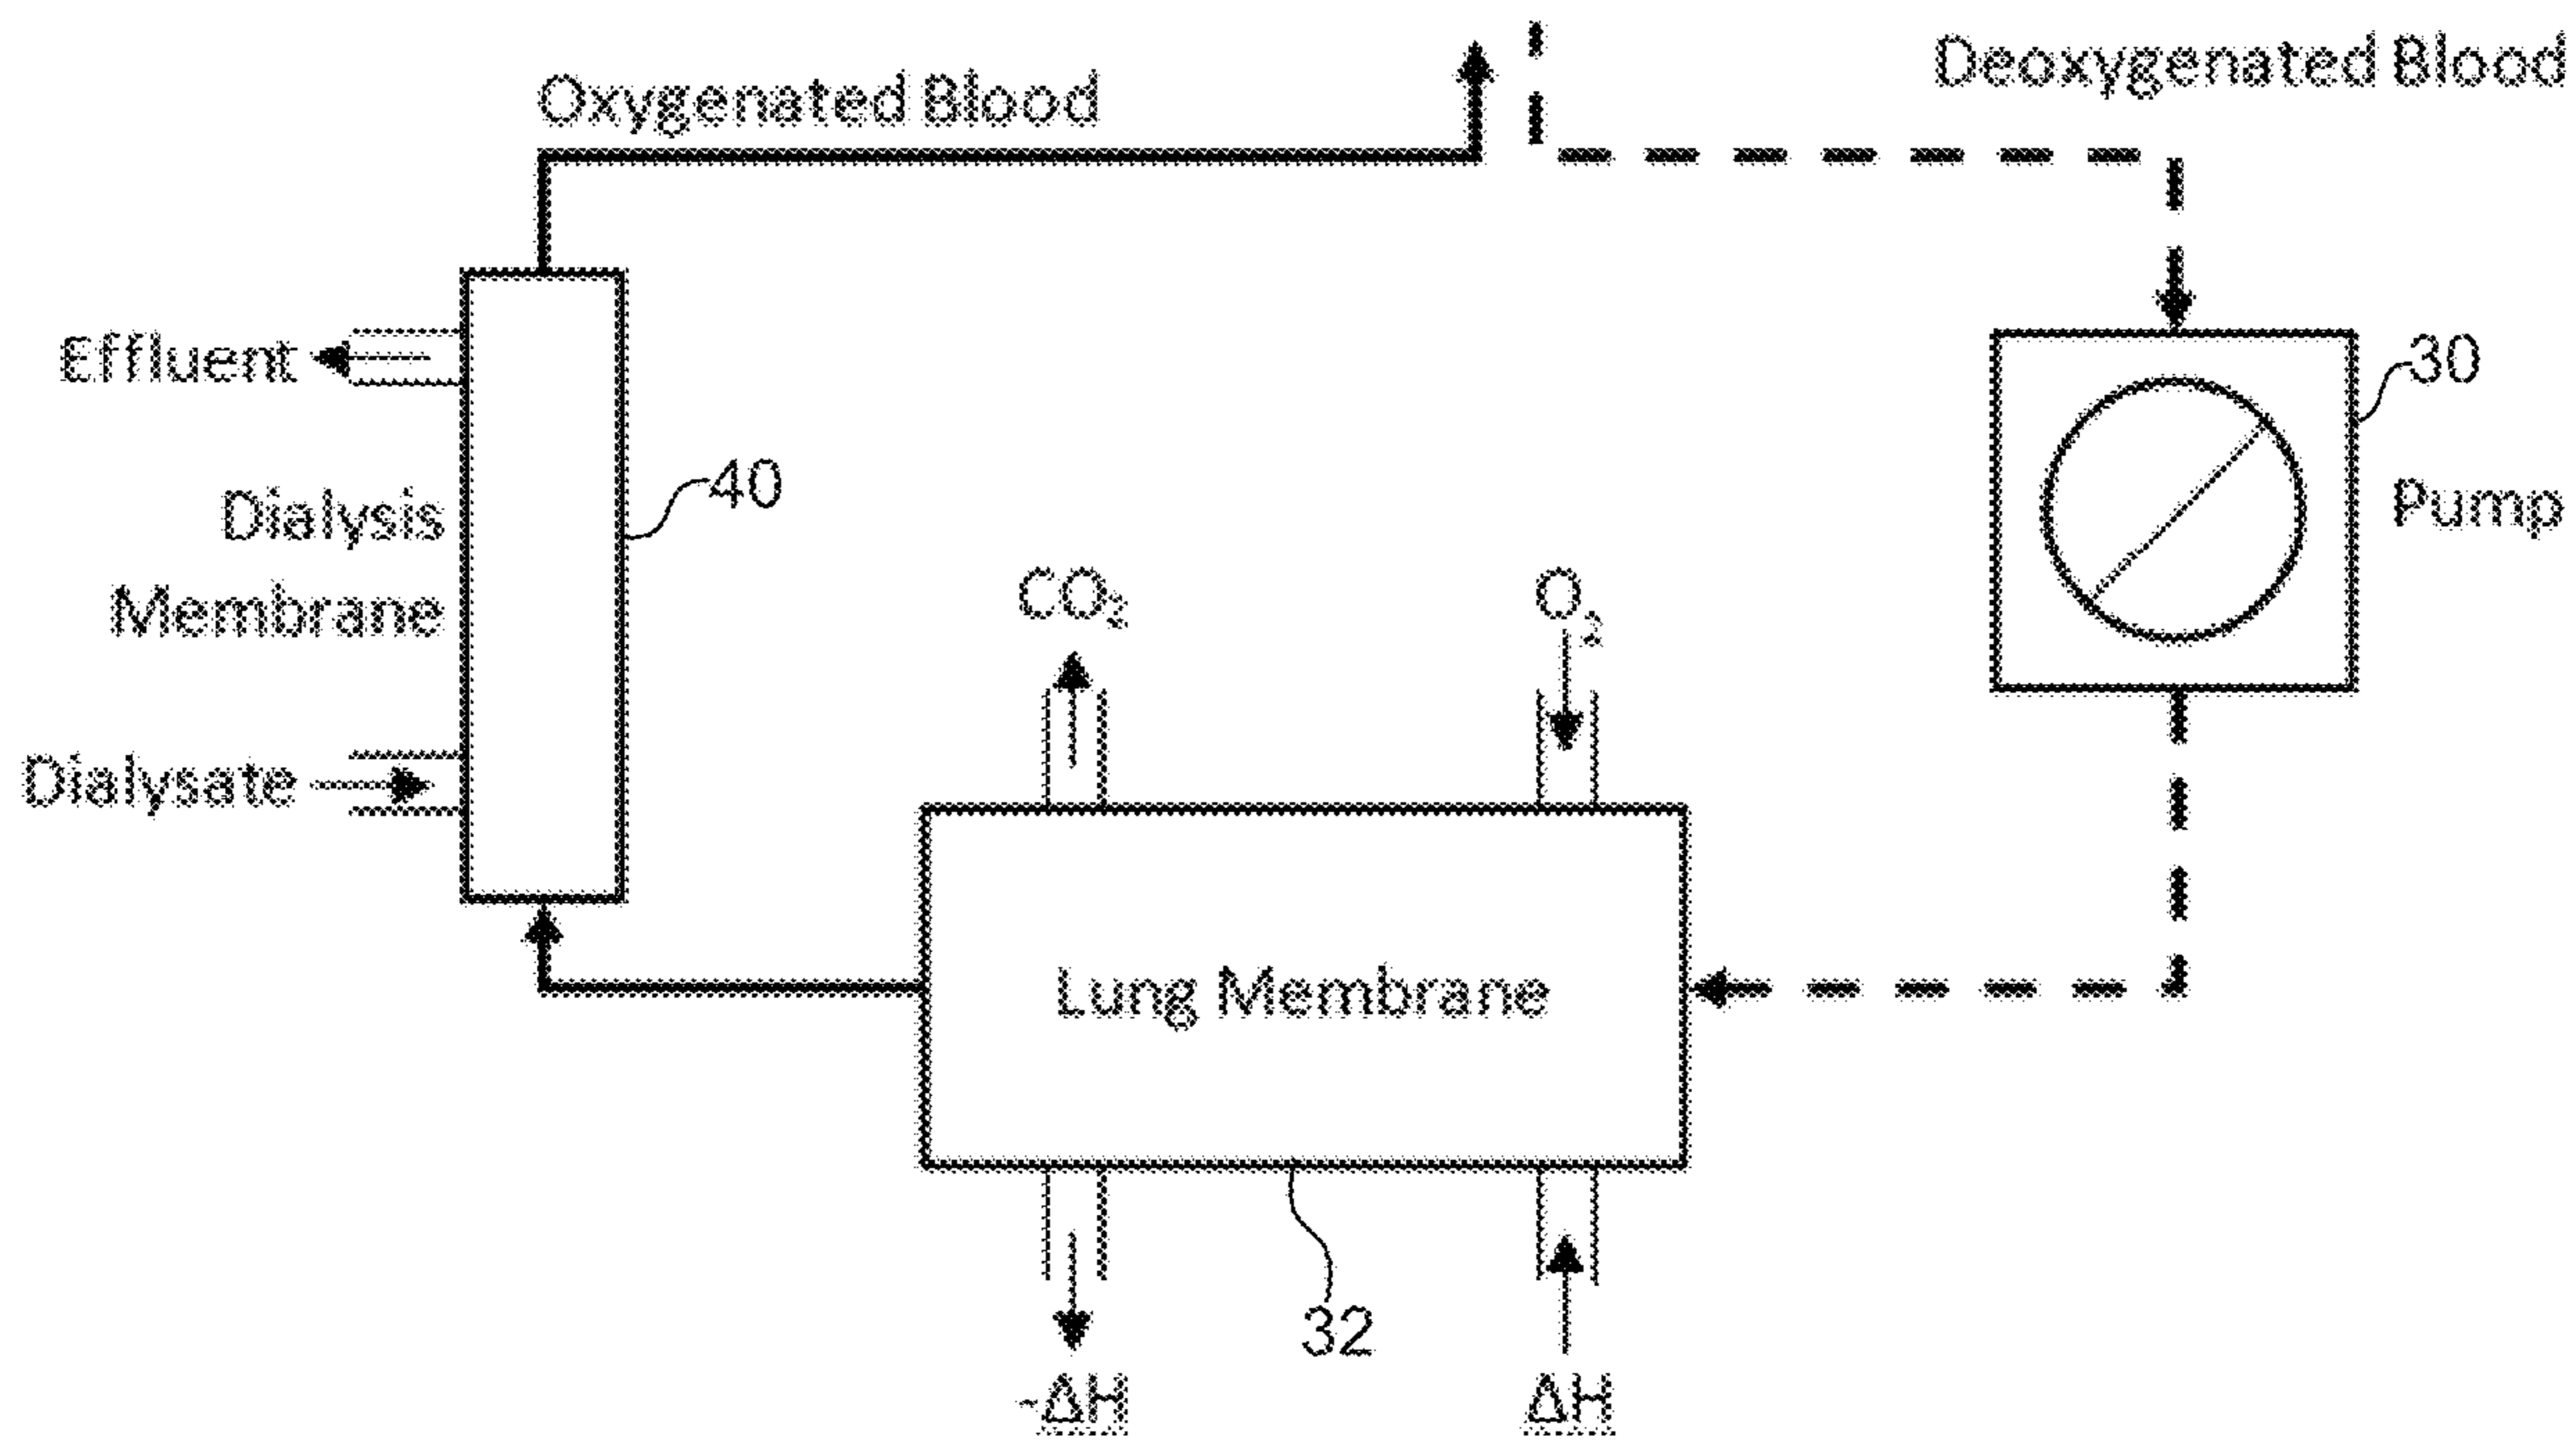 Oxygenated Blood
Deoxygenated Blood
Effluent
30
Dialysis
Membrane
40
Pump
CO₂
O₂
Dialysate
Lung Membrane
32
-ΔH
ΔH